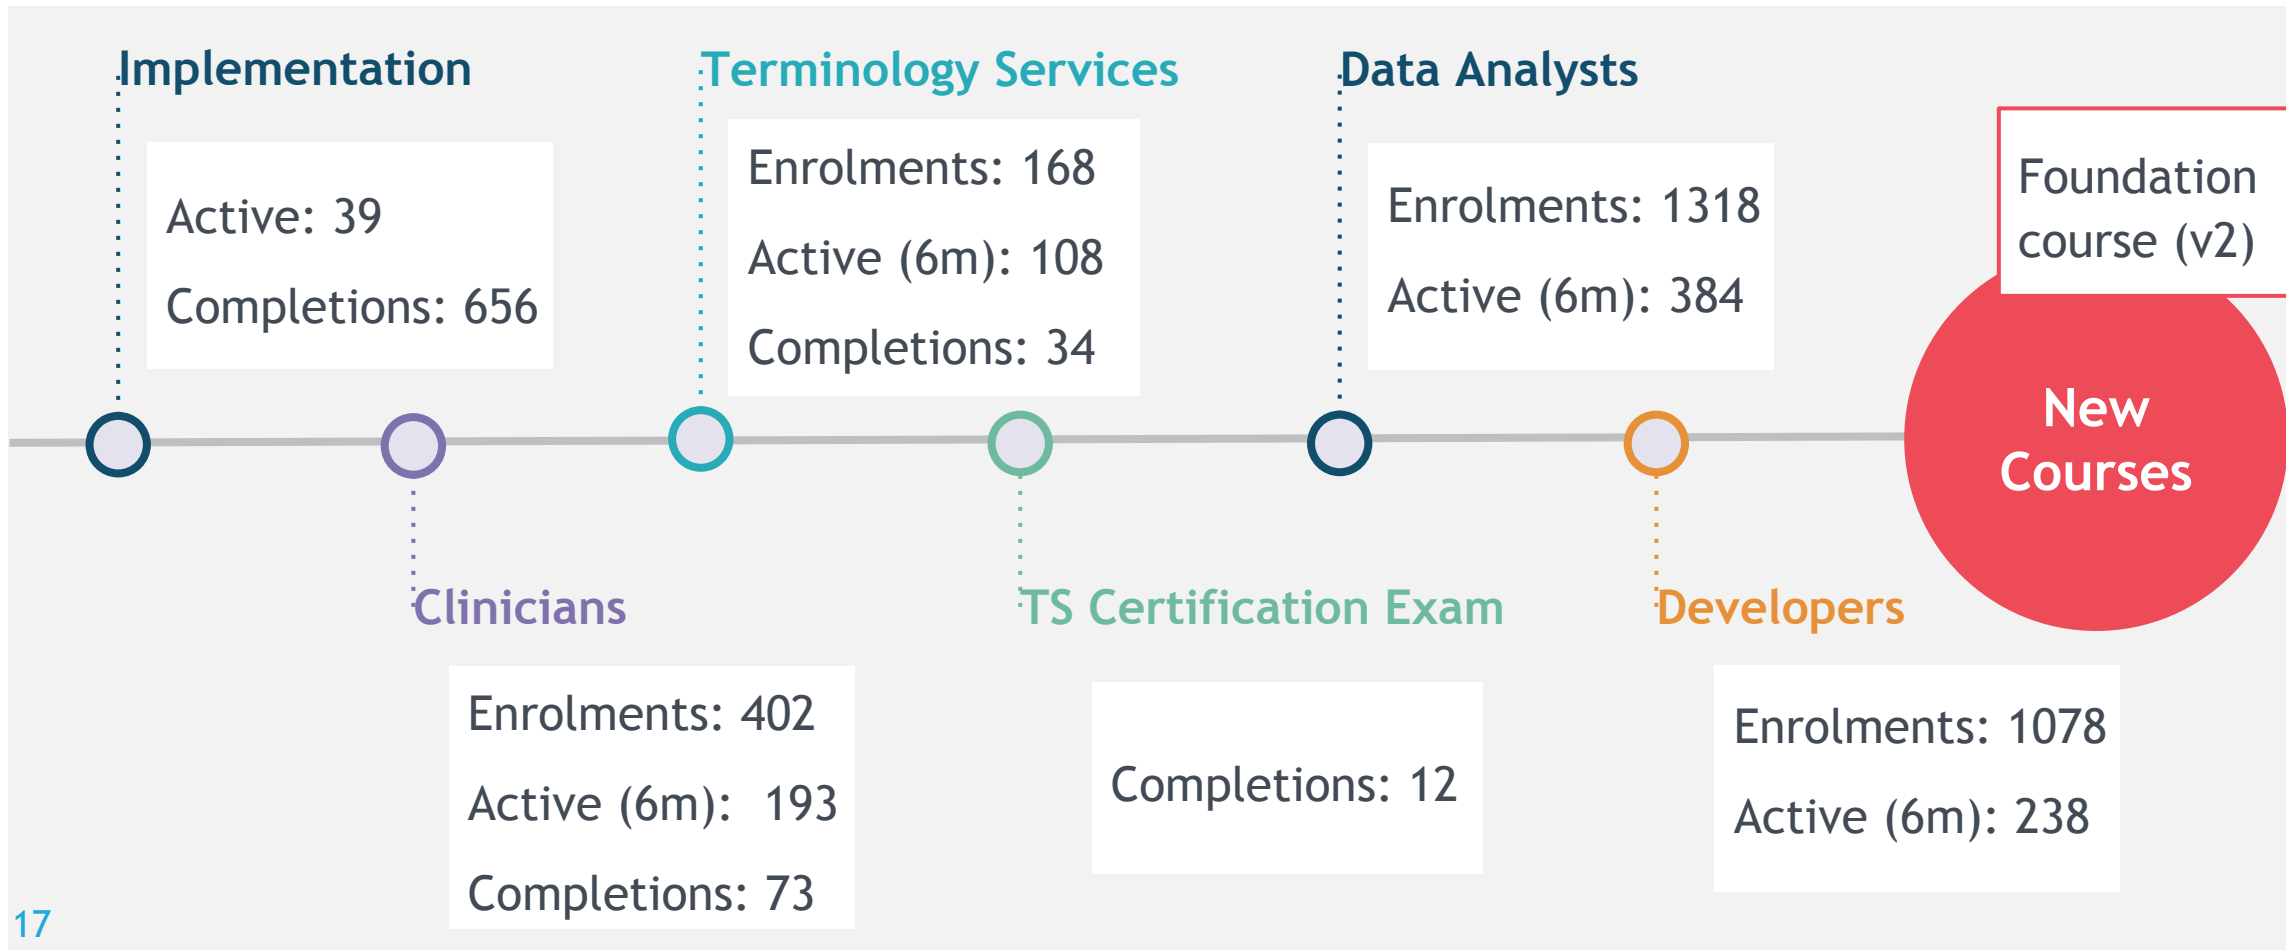 Implementation
Active: 39
Completions: 656
Clinicians
Enrolments: 402
Active (6m): 193
Completions: 73
Terminology Services
Enrolments: 168
Active (6m): 108
Completions: 34
TS Certification Exam
Completions: 12
Data Analysts
Enrolments: 1318
Active (6m): 384
Developers
Enrolments: 1078
Active (6m): 238
Foundation
course (v2)
New
Courses
17